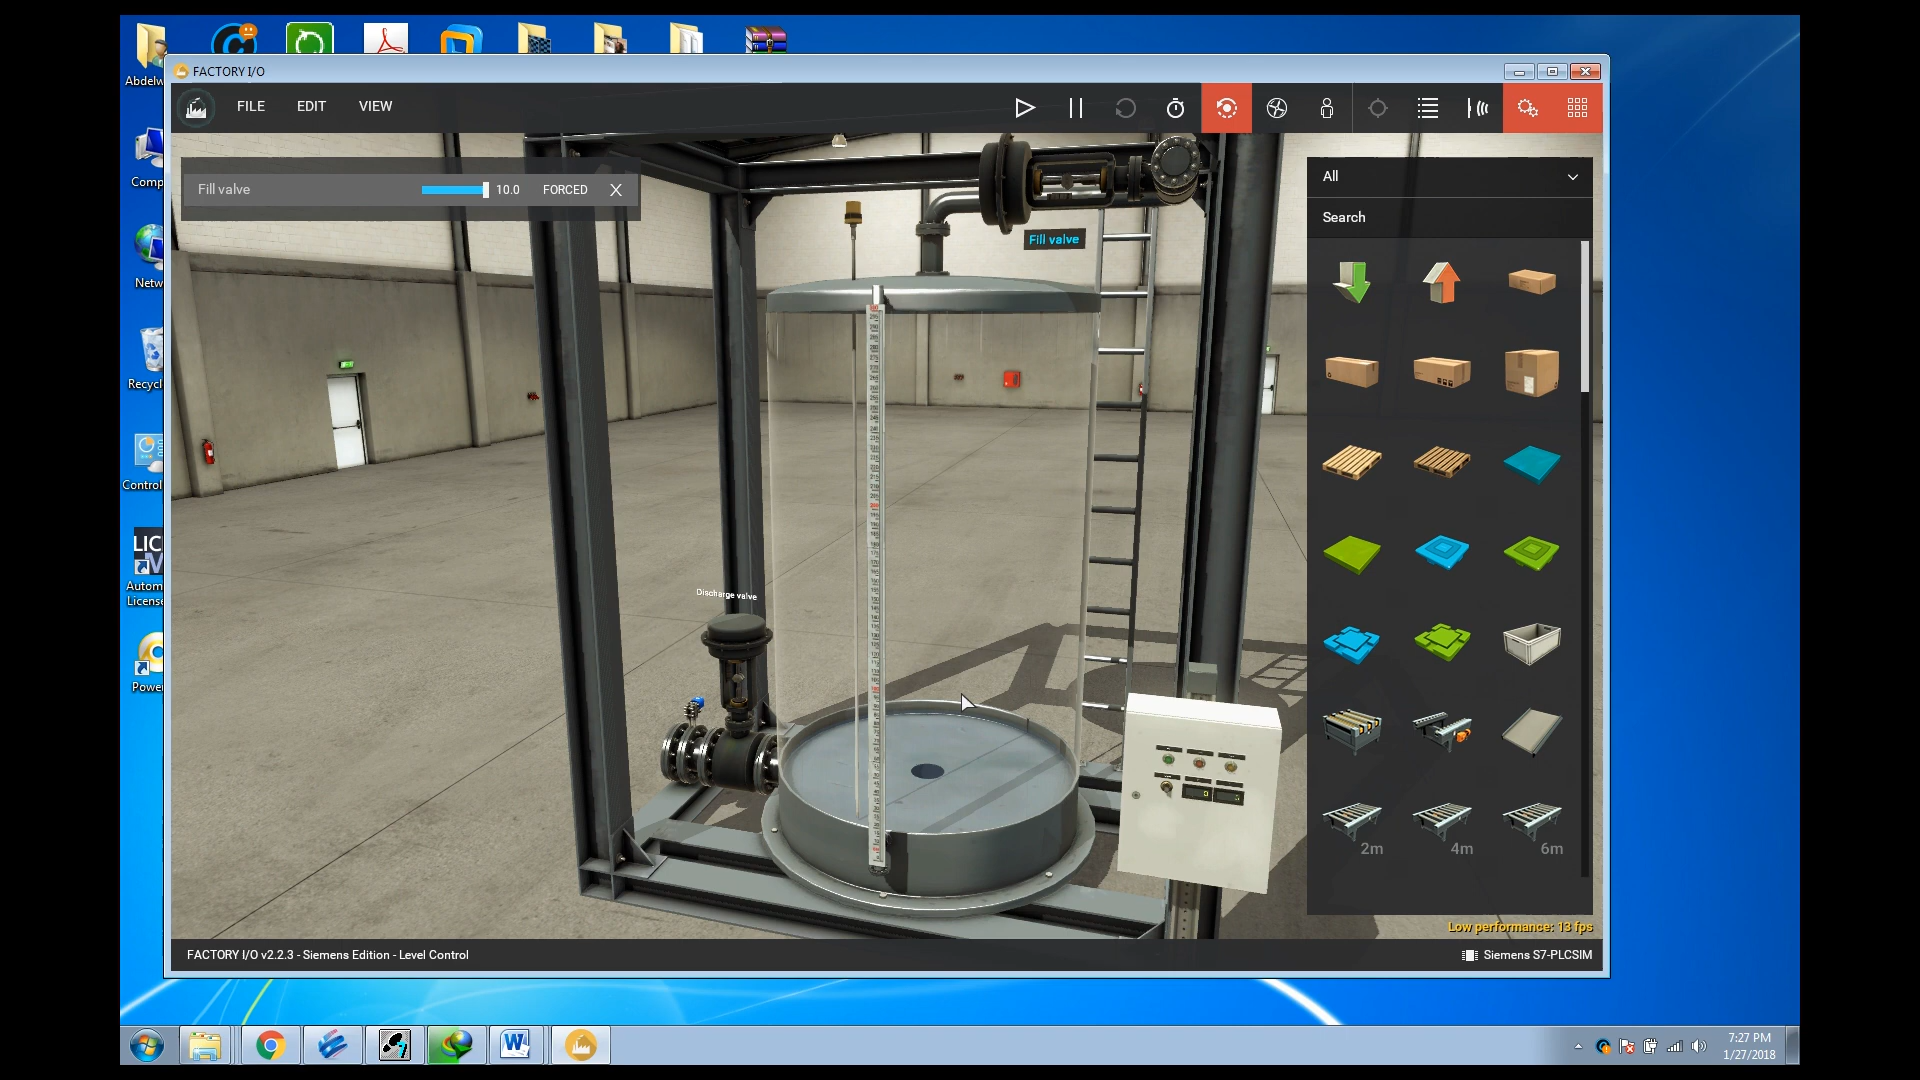 Abdelw
Comp
Netw
Recycl
Control
LIC
Autom
License
Powe
FACTORY I/O
FILE
EDIT
VIEW
Fill valve
10.0
FORCED
X
Fill valve
Discharge valve
All
Search
2m
4m
6m
Low performance: 13 fps
FACTORY I/O v2.2.3 - Siemens Edition - Level Control
Siemens S7-PLCSIM
7:27 PM
1/27/2018